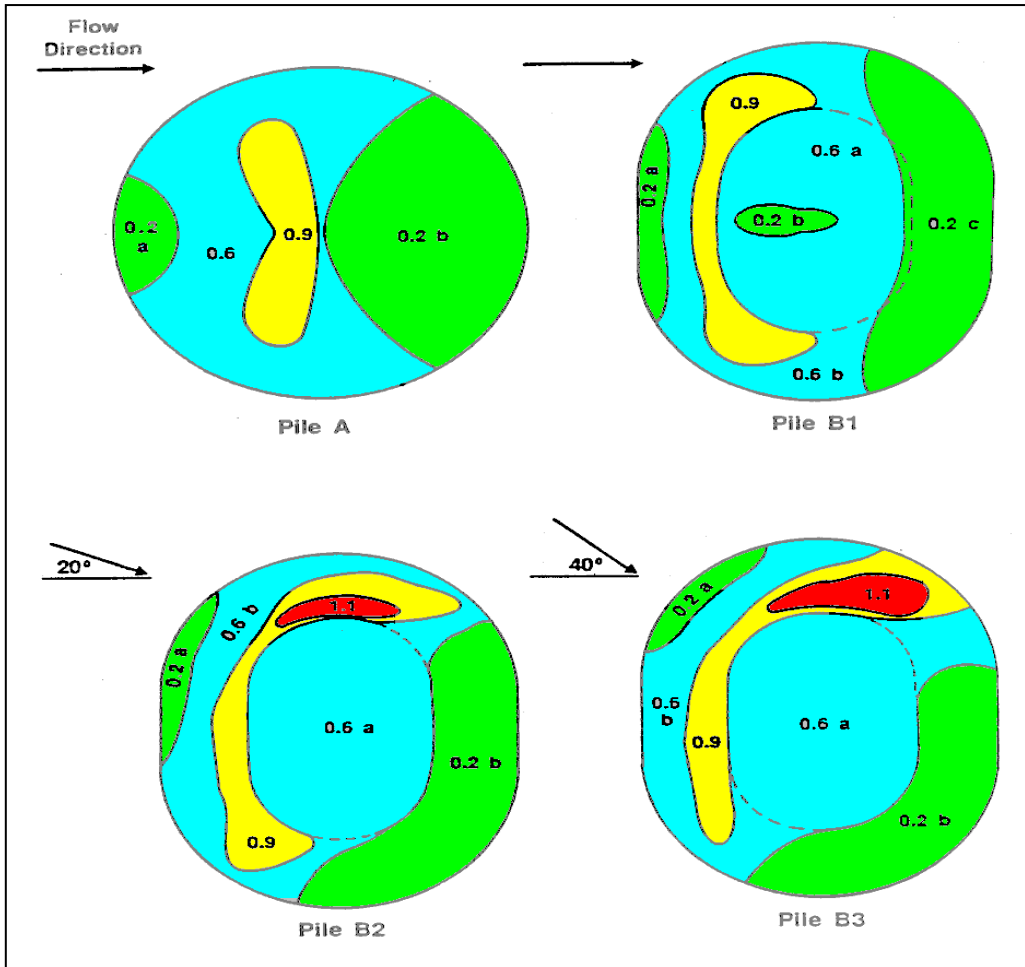 Flow
Direction
0.2
a
0.6
0.9
0.2 b
Pile A
0.9
0.6 a
0.2 a
0.2 b
0.2 c
0.6 b
Pile B1
20°
0.2 a
0.6 b
1.1
0.6 a
0.2 b
0.9
Pile B2
40°
0.2 a
1.1
0.6
b
0.9
0.6 a
0.2 b
Pile B3